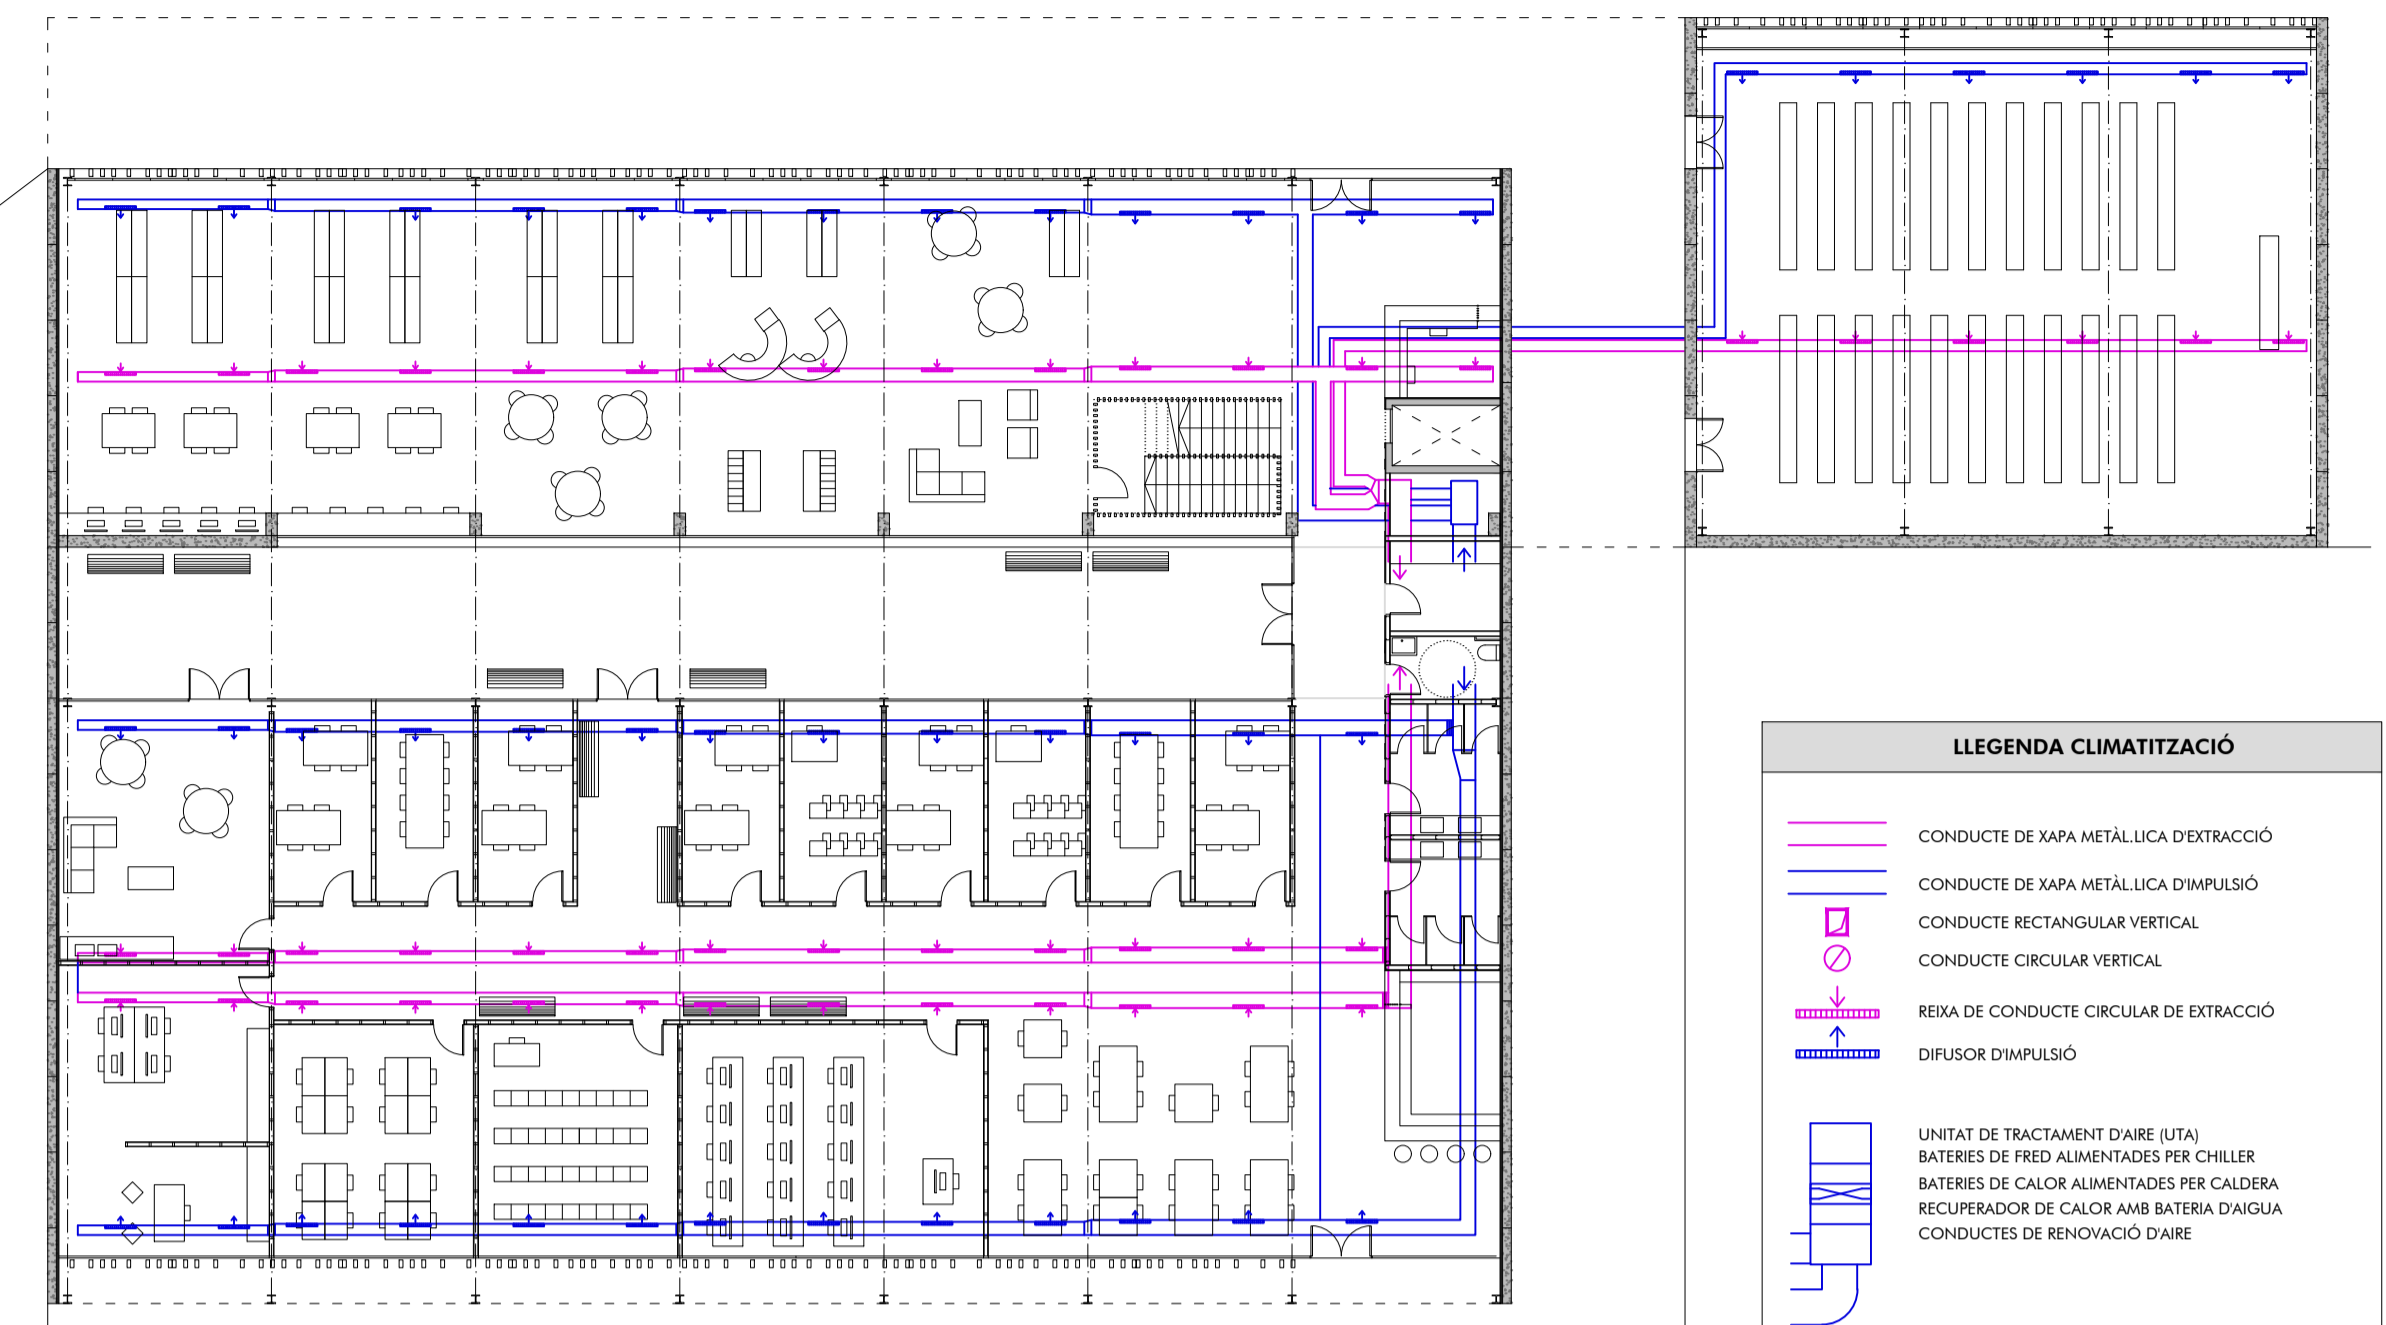 LLEGENDA CLIMATITZACIÓ
CONDUCTE DE XAPA METÀL.LICA D'EXTRACCIÓ
CONDUCTE DE XAPA METÀL.LICA D'IMPULSIÓ
CONDUCTE RECTANGULAR VERTICAL
CONDUCTE CIRCULAR VERTICAL
REIXA DE CONDUCTE CIRCULAR DE EXTRACCIÓ
DIFUSOR D'IMPULSIÓ
UNITAT DE TRACTAMENT D'AIRE (UTA)
BATERIES DE FRED ALIMENTADES PER CHILLER
BATERIES DE CALOR ALIMENTADES PER CALDERA
RECUPERADOR DE CALOR AMB BATERIA D'AIGUA
CONDUCTES DE RENOVACIÓ D'AIRE